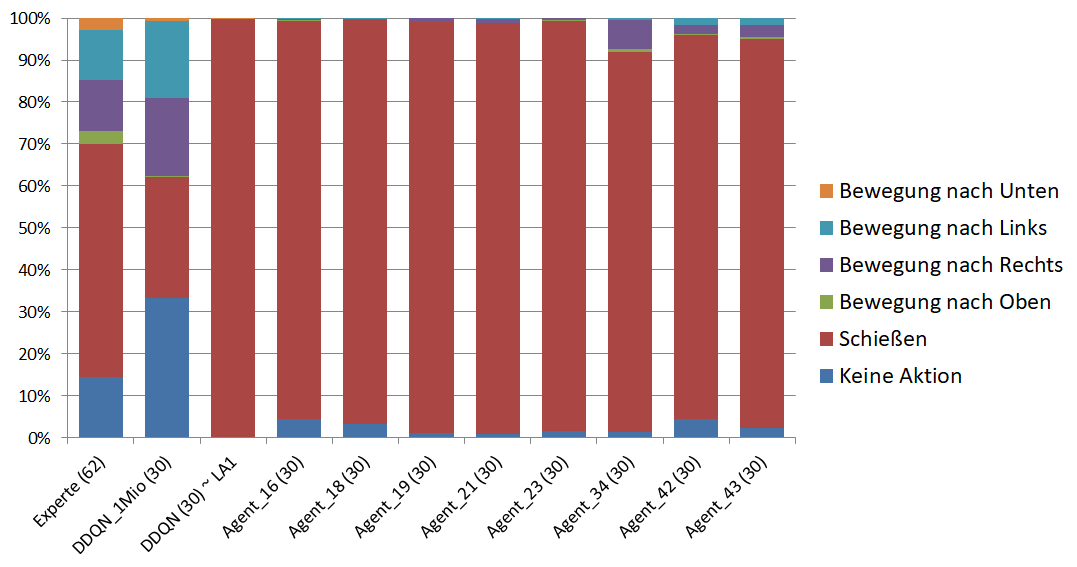 100%
90%
80%
70%
60%
50%
40%
30%
20%
10%
0%
Experte (62)
DDQN_1Mio (30)
DDQN (30) ~ LA1
Agent_16 (30)
Agent_18 (30)
Agent_19 (30)
Agent_21 (30)
Agent_23 (30)
Agent_34 (30)
Agent_42 (30)
Agent_43 (30)
Bewegung nach Unten
Bewegung nach Links
Bewegung nach Rechts
Bewegung nach Oben
Schießen
Keine Aktion